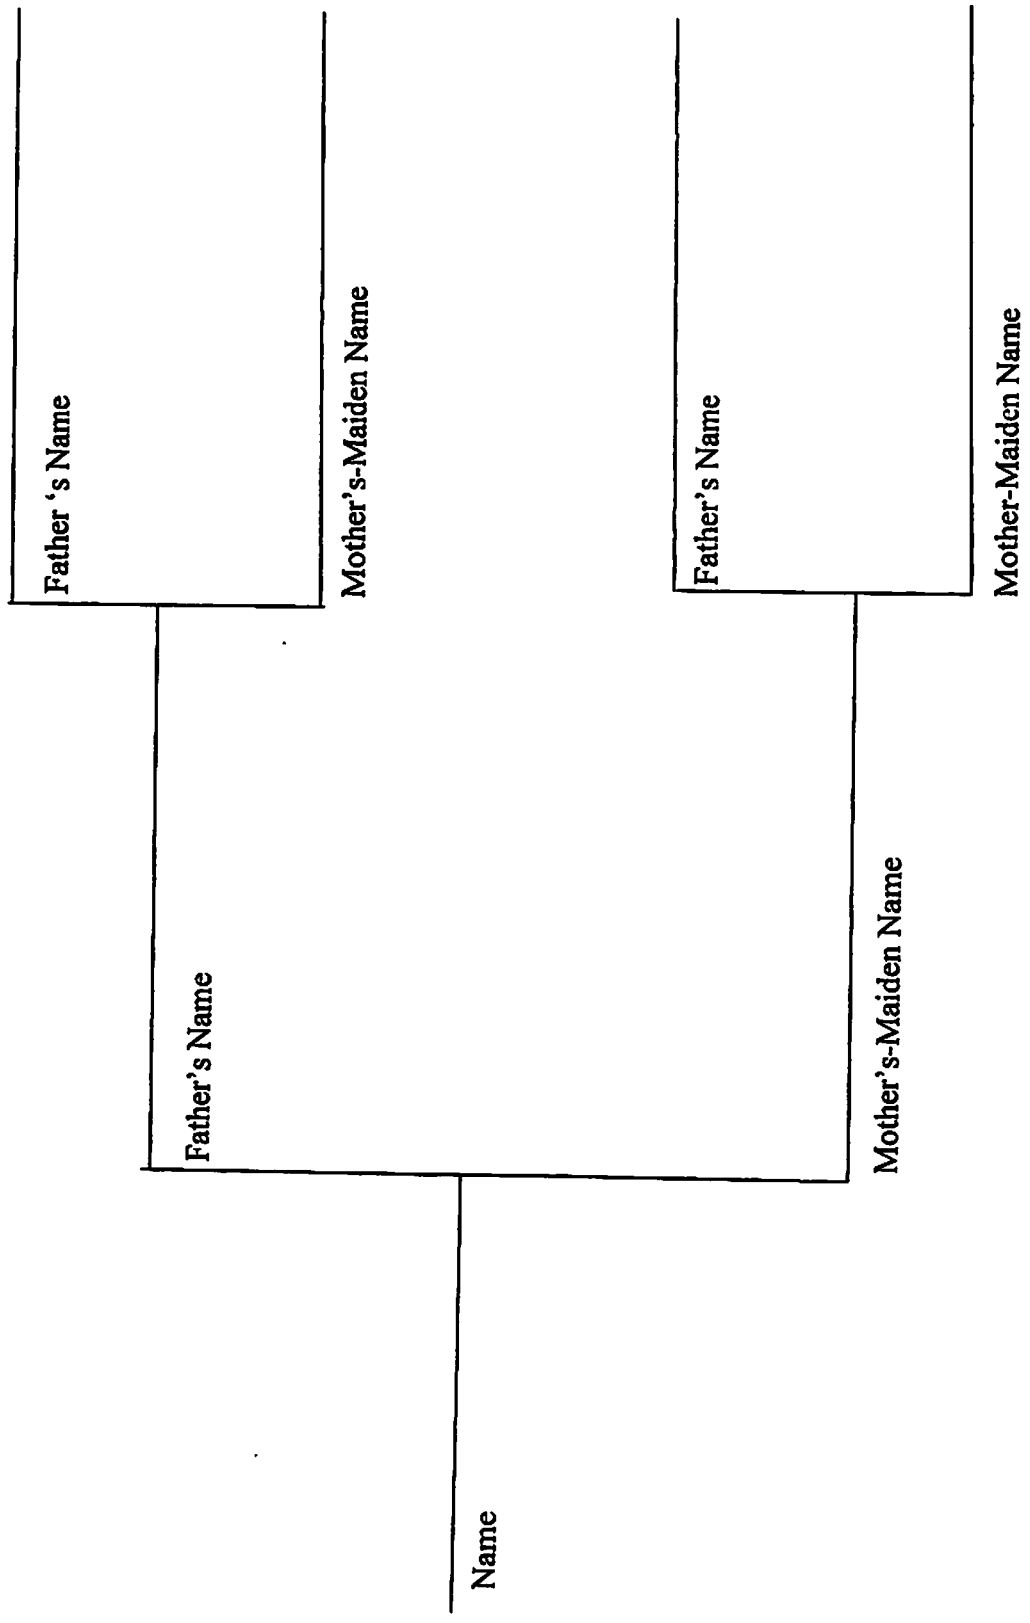 Name
Father's Name
Mother's-Maiden Name
Father ‘s Name
Mother's-Maiden Name
Father's Name
Mother-Maiden Name